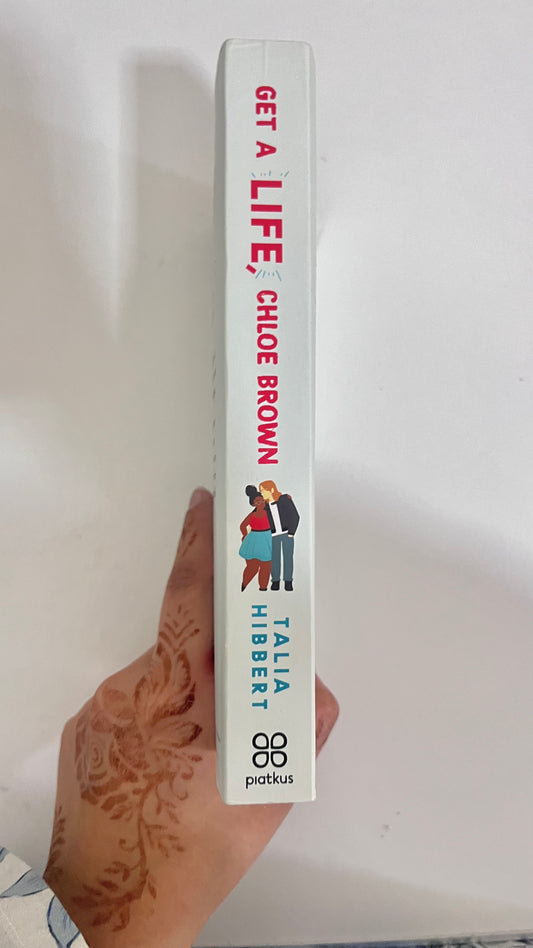 GET A LIFE, CHLOE BROWN
TALIA
HIBBERT
piatkus